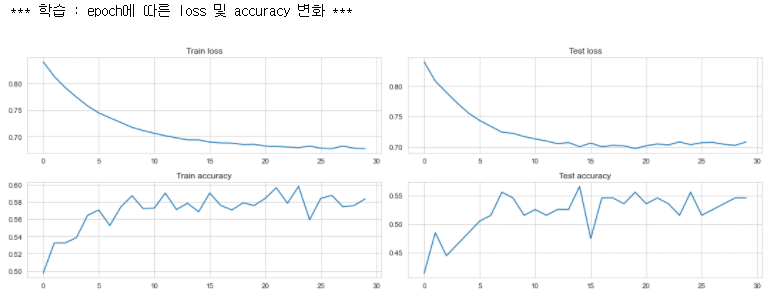 *** 학습 : epoch에 따른 loss 및 accuracy 변화 ***
Train loss
0.80
0.75
0.70
0 5 10 15 20 25 30
Test loss
0.80
0.75
0.70
0 5 10 15 20 25 30
Train accuracy
0.60
0.58
0.56
0.54
0.52
0.50
0 5 10 15 20 25 30
Test accuracy
0.55
0.50
0.45
0 5 10 15 20 25 30